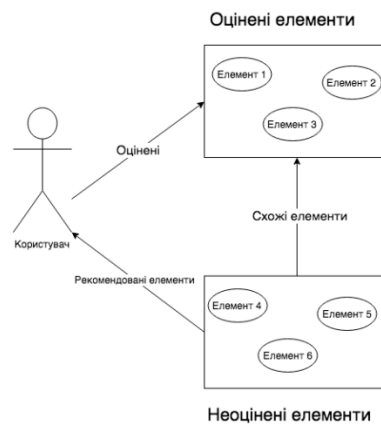 Оцінені елементи
Елемент 1
Елемент 2
Елемент 3
Оцінені
Користувач
Схожі елементи
Рекомендовані елементи
Елемент 4
Елемент 5
Елемент 6
Неоцінені елементи